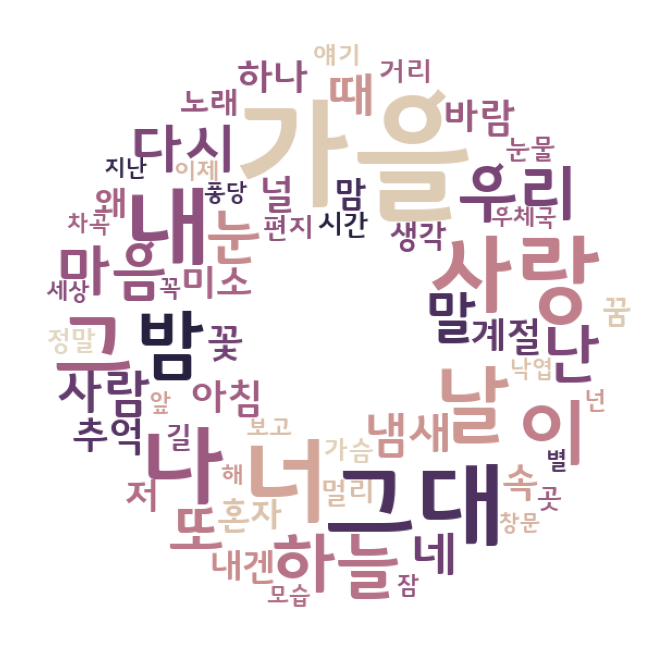 얘기
하나 때 거리
노래 가을 바람
다시 눈물
지난 이제 널 맘 우리
왜 내 퐁당 우체국
차곡 눈 편지 시간 생각
마음 사랑
세상 꼭 미소 말 꿈
정말 그 밤 꽃 계절 난
사람 앞 아침 날 낙엽 넌
추억 길 보고 냄새 이
나 너 가슴 별
저 해 멀리 그대 속 곳
또 혼자 창문
내겐 하늘 네
모습 잠